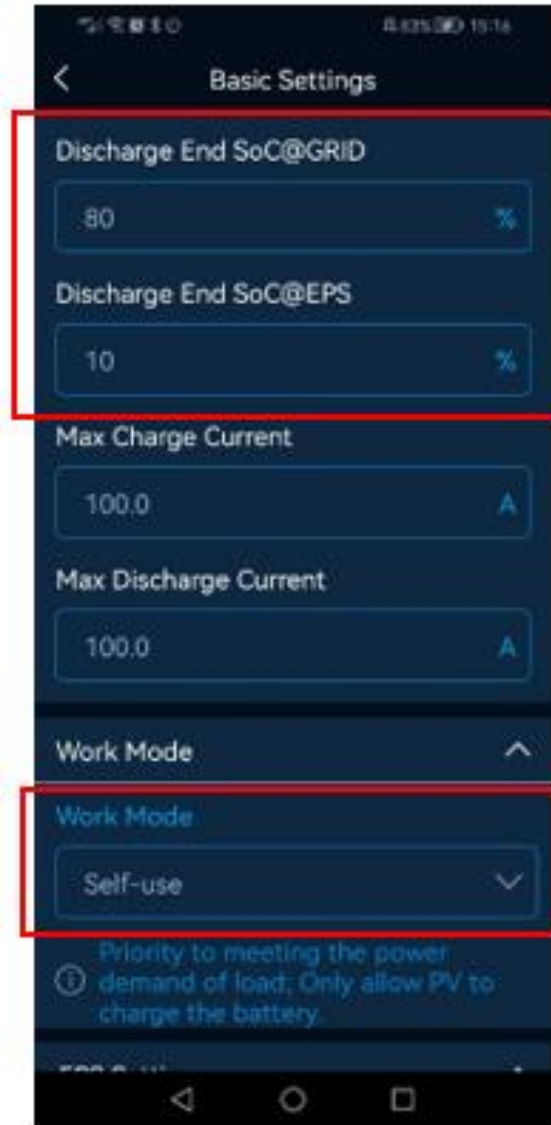 15:16
Basic Settings
Discharge End SoC@GRID
80 %
Discharge End SoC@EPS
10 %
Max Charge Current
100.0 A
Max Discharge Current
100.0 A
Work Mode
Work Mode
Self-use
Priority to meeting the power
demand of load; Only allow PV to
charge the battery.